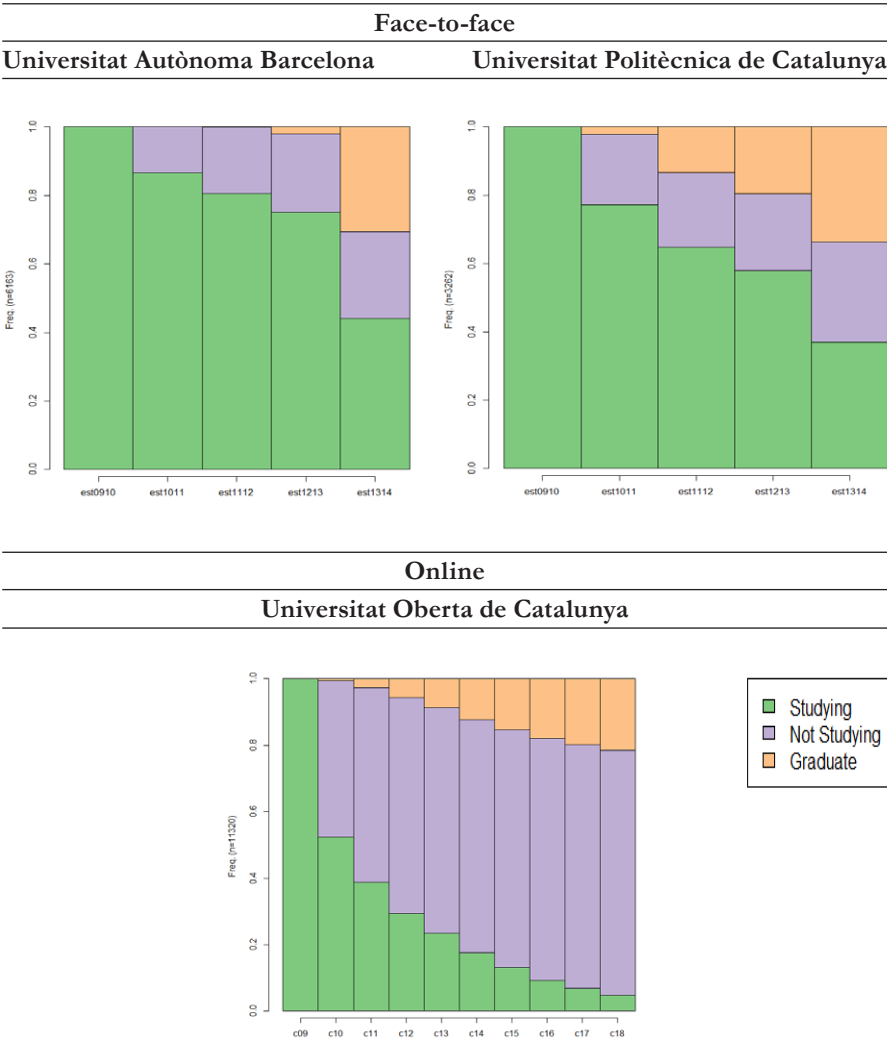 Face-to-face
Universitat Autònoma Barcelona Universitat Politècnica de Catalunya
Freq. (n=6163)
0.0 0.2 0.4 0.6 0.8 1.0
est0910 est1011 est1112 est1213 est1314
Freq. (n=3262)
0.0 0.2 0.4 0.6 0.8 1.0
est0910 est1011 est1112 est1213 est1314
Online
Universitat Oberta de Catalunya
Freq. (n=11320)
0.0 0.2 0.4 0.6 0.8 1.0
c09 c10 c11 c12 c13 c14 c15 c16 c17 c18
Studying
Not Studying
Graduate